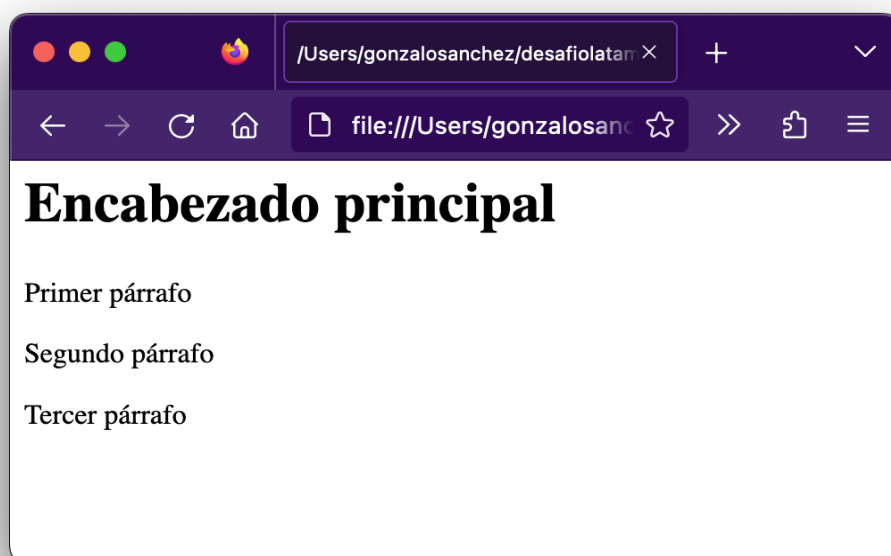 /Users/gonzalosanchez/desafiolatam
file:///Users/gonzalosanc
Encabezado principal
Primer párrafo
Segundo párrafo
Tercer párrafo